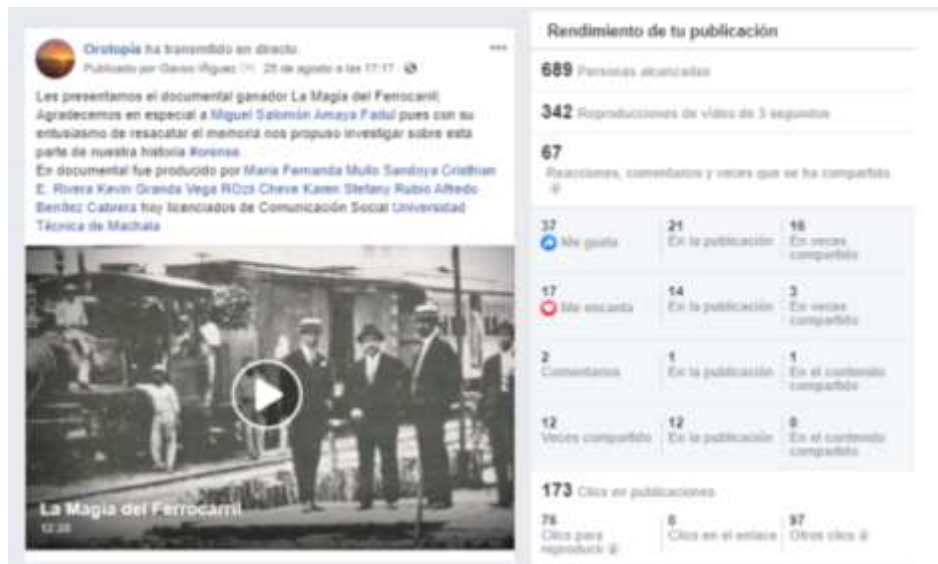 Orotopía ha transmitido en directo.
Publicado por Iñiguez · 25 de agosto a las 17:17 ·
Les presentamos el documental ganador La Magia del Ferrocarril;
Agradecemos en especial a Miguel Salomón Amaya Fadul pues con su
entusiasmo de resacatar el memoria nos propuso investigar sobre esta
parte de nuestra historia #orense
En documental fue producido por María Fernanda Mullo Sandoya Cristhian
E. Rivera Kevin Granda Vega ROzii Cheve Karen Stefany Rubio Alfredo
Benítez Cabrera hoy licenciados de Comunicación Social Universidad
Técnica de Machala
La Magia del Ferrocarril
12:28
Rendimiento de tu publicación
689 Personas alcanzadas
342 Reproducciones de vídeo de 3 segundos
67
Reacciones, comentarios y veces que se ha compartido
37 21 16
Me gusta En la publicación En veces
compartido
17 14 3
Me encanta En la publicación En veces
compartido
2 1 1
Comentarios En la publicación En el contenido
compartido
12 12 0
Veces compartido En la publicación En el contenido
compartido
173 Clics en publicaciones
76 0 97
Clics para Clics en el enlace Otros clics
reproducir